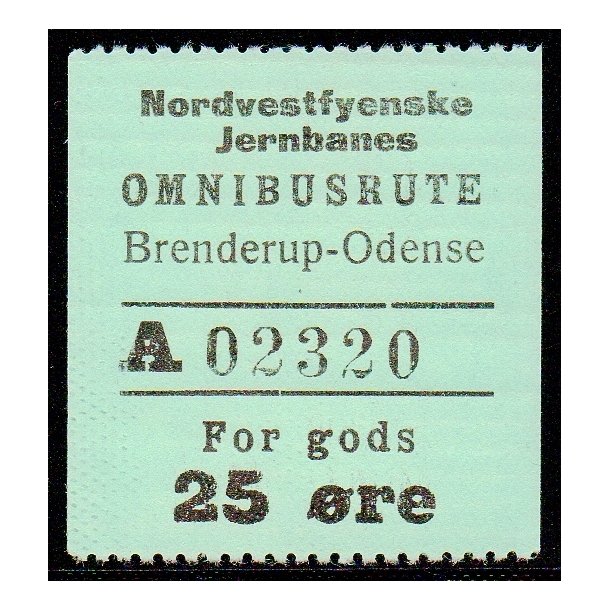 Nordvestfyenske
Jernbanes
OMNIBUSRUTE
Brenderup-Odense
A 02320
For gods
25 øre